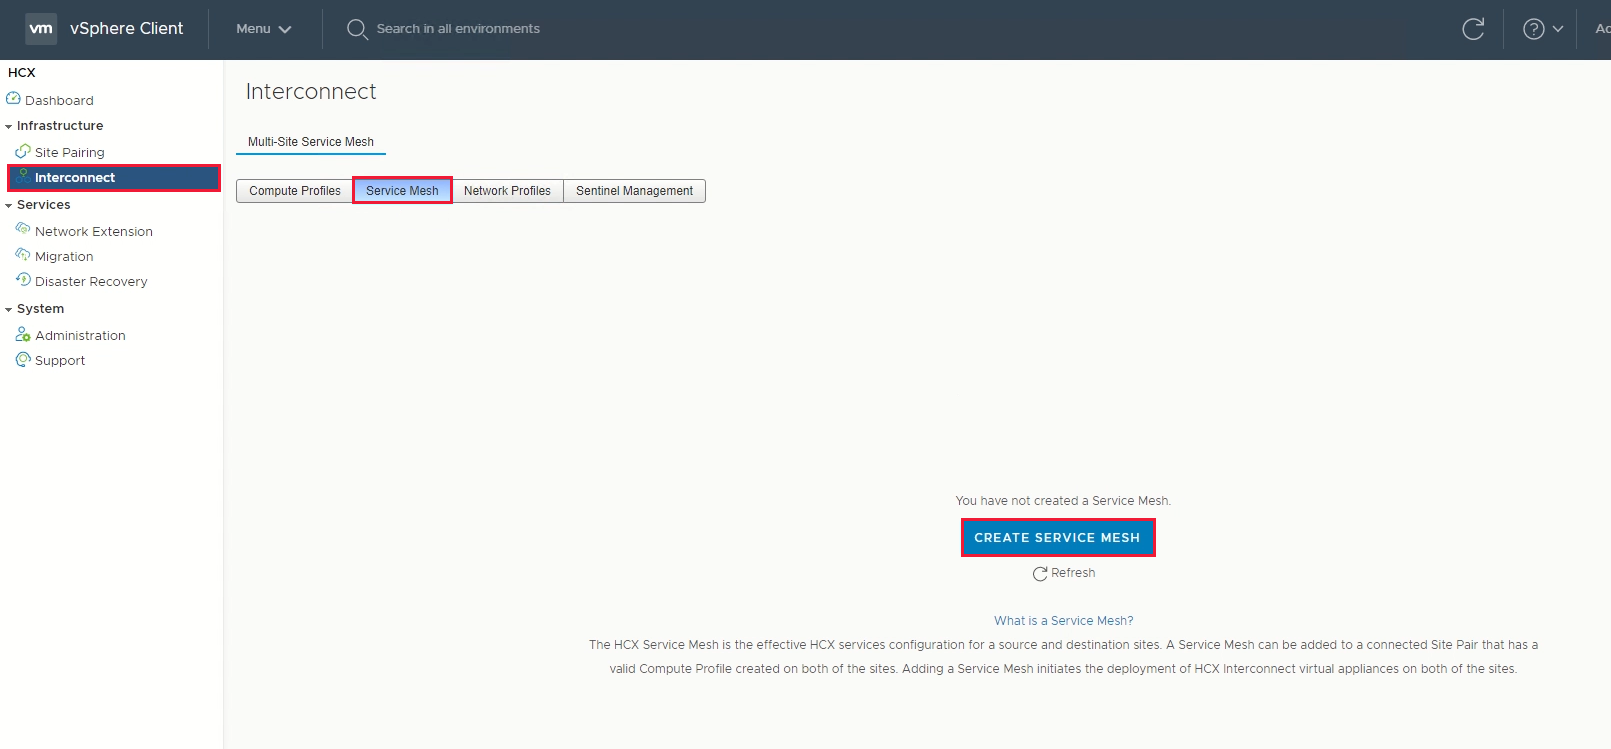 vm vSphere Client Menu Search in all environments ? Ac
HCX
Dashboard
Infrastructure
Site Pairing
Interconnect
Services
Network Extension
Migration
Disaster Recovery
System
Administration
Support
Interconnect
Multi-Site Service Mesh
Compute Profiles Service Mesh Network Profiles Sentinel Management
You have not created a Service Mesh.
CREATE SERVICE MESH
Refresh
What is a Service Mesh?
The HCX Service Mesh is the effective HCX services configuration for a source and destination sites. A Service Mesh can be added to a connected Site Pair that has a
valid Compute Profile created on both of the sites. Adding a Service Mesh initiates the deployment of HCX Interconnect virtual appliances on both of the sites.